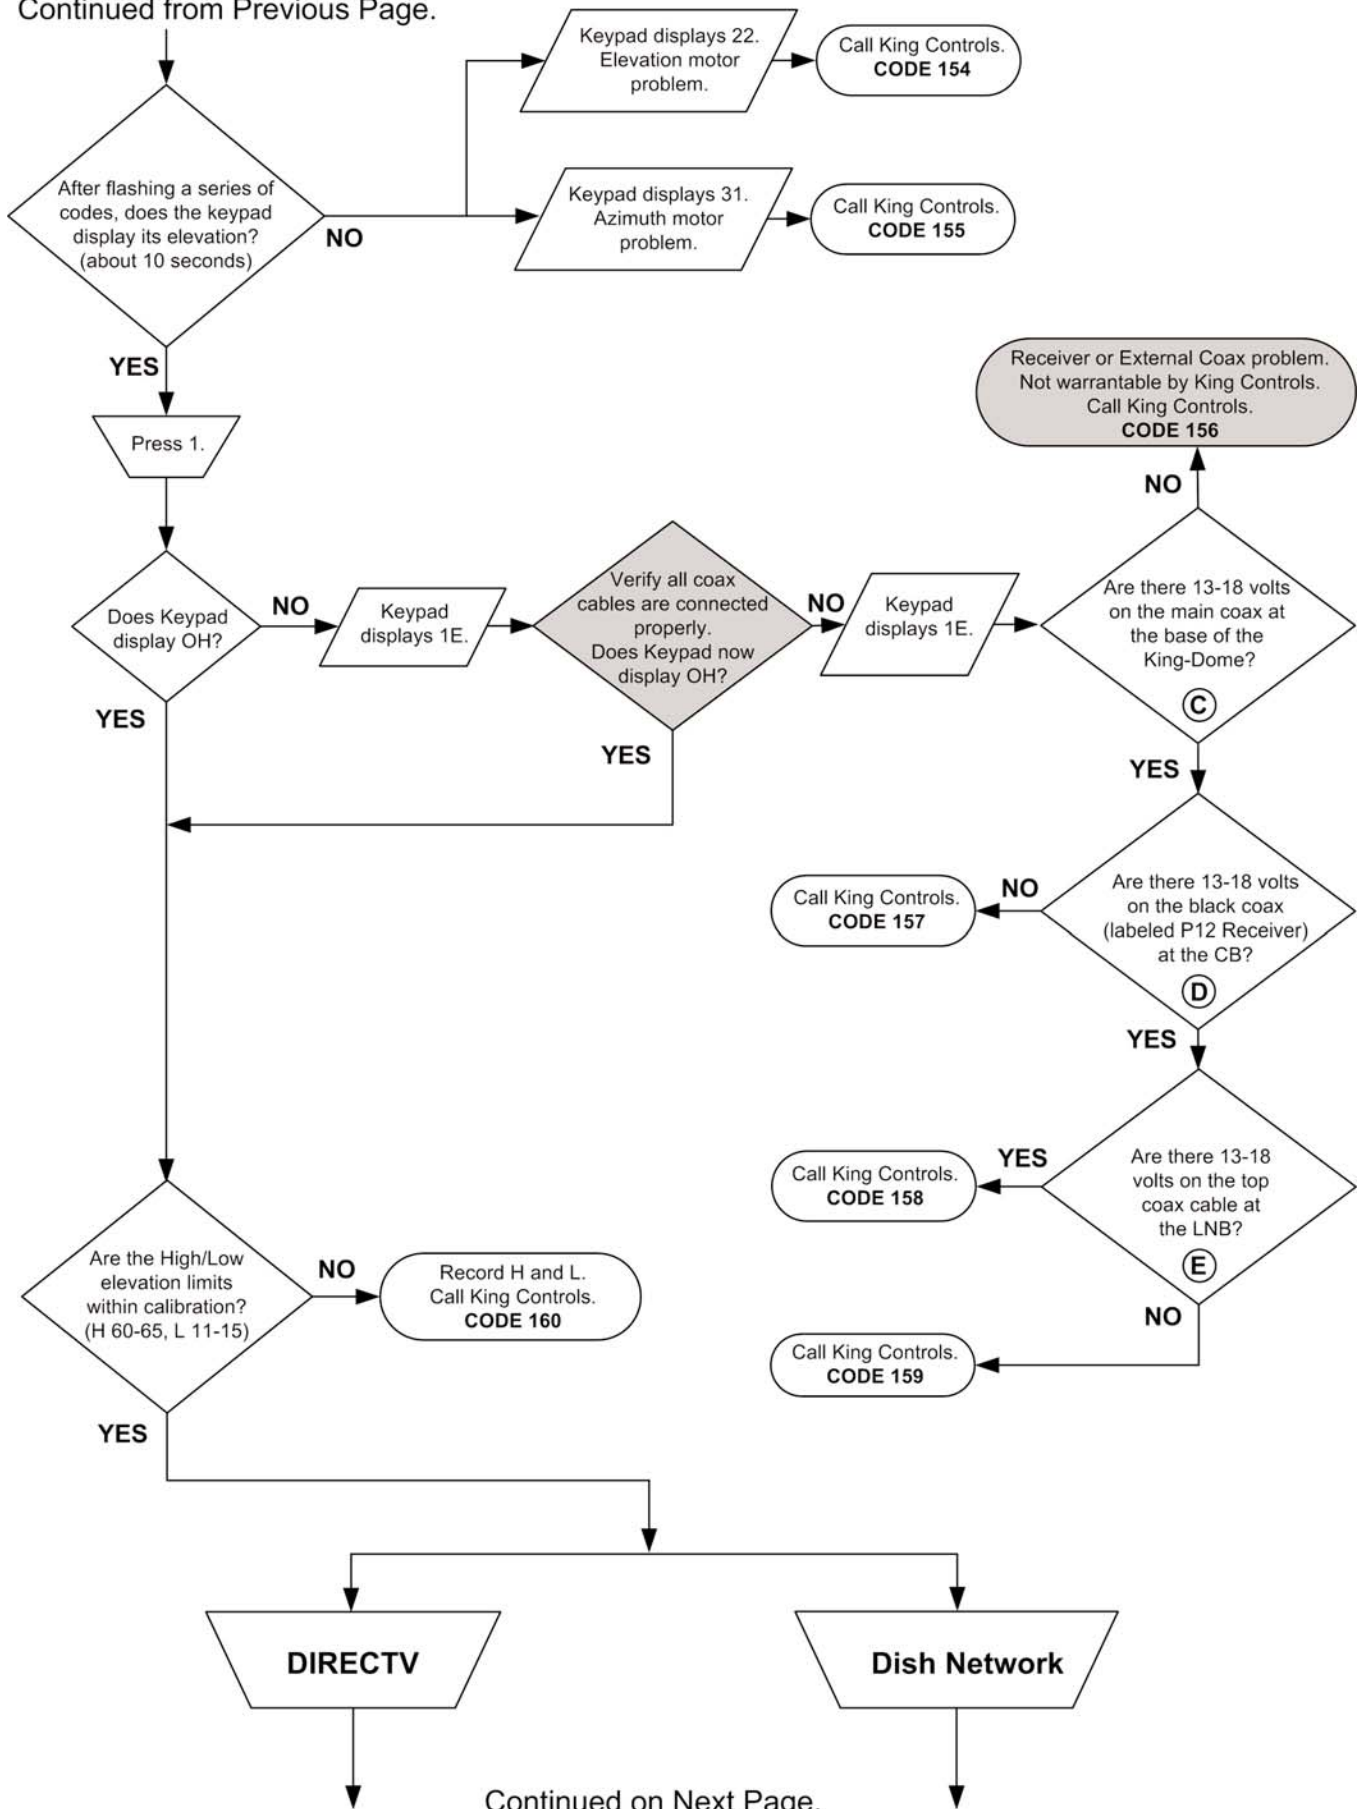 Continued from Previous Page.
Keypad displays 22.
Elevation motor
problem.
Call King Controls.
CODE 154
After flashing a series of
codes, does the keypad
display its elevation?
(about 10 seconds)
NO
Keypad displays 31.
Azimuth motor
problem.
Call King Controls.
CODE 155
YES
Press 1.
Receiver or External Coax problem.
Not warrantable by King Controls.
Call King Controls.
CODE 156
NO
Does Keypad
display OH?
NO
Keypad
displays 1E.
Verify all coax
cables are connected
properly.
Does Keypad now
display OH?
NO
Keypad
displays 1E.
Are there 13-18 volts
on the main coax at
the base of the
King-Dome?
C
YES
YES
YES
Call King Controls.
CODE 157
NO
Are there 13-18 volts
on the black coax
(labeled P12 Receiver)
at the CB?
D
YES
Call King Controls.
CODE 158
YES
Are there 13-18
volts on the top
coax cable at
the LNB?
E
NO
Call King Controls.
CODE 159
Are the High/Low
elevation limits
within calibration?
(H 60-65, L 11-15)
NO
Record H and L.
Call King Controls.
CODE 160
YES
DIRECTV
Dish Network
Continued on Next Page.